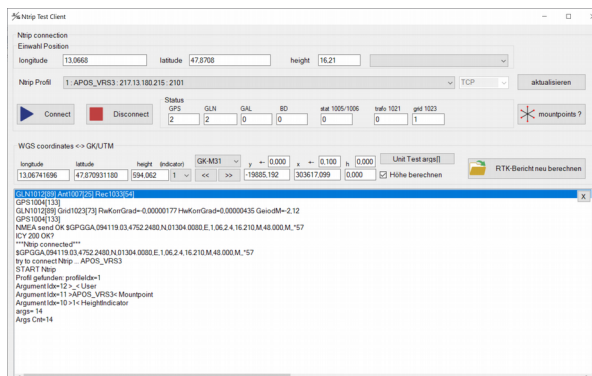 Ntrip Test Client
Ntrip connection
Einwahl Position
longitude 13,0668 latitude 47,8708 height 16.21
Ntrip Profil 1 : APOS_VRS3 : 217.13.180.215 : 2101 TCP aktualisieren
Connect Disconnect
Status
GPS GLN GAL BD stat 1005/1006 trafo 1021 grid 1023
2 2 0 0 0 0 1
mountpoints ?
WGS coordinates <-> GK/UTM
longitude latitude height (indicator)
13,06741696 47,870931180 594,062 1
GK-M31 y ← 0,000 x ← 0,100 h 0,000
<< >> -19885,192 303617,099 0,000
Unit Test args[]
Höhe berechnen
RTK-Bericht neu berechnen
X
GLN1012[89] Ant1007[25] Rec1033[54]
GPS1004[133]
GLN1012[89] Grid1023[73] RwKorrGrad=-0,00000177 HwKorrGrad=0,00000435 GeiodM=-2.12
GPS1004[133]
NMEA send OK $GPGGA,094119.03,4752.2480,N,01304.0080,E,1,06,2.4,16.210,M,48.000,M,,*57
ICY 200 OK?
***Ntrip connected***
$GPGGA,094119.03,4752.2480,N,01304.0080,E,1,06,2.4,16.210,M,48.000,M,,*57
try to connect Ntrip ... APOS_VRS3
START Ntrip
Profil gefunden: profileIdx=1
Argument Idx=12 >_< User
Argument Idx=11 >APOS_VRS3< Mountpoint
Argument Idx=10 >1< HeightIndicator
args= 14
Args Cnt=14